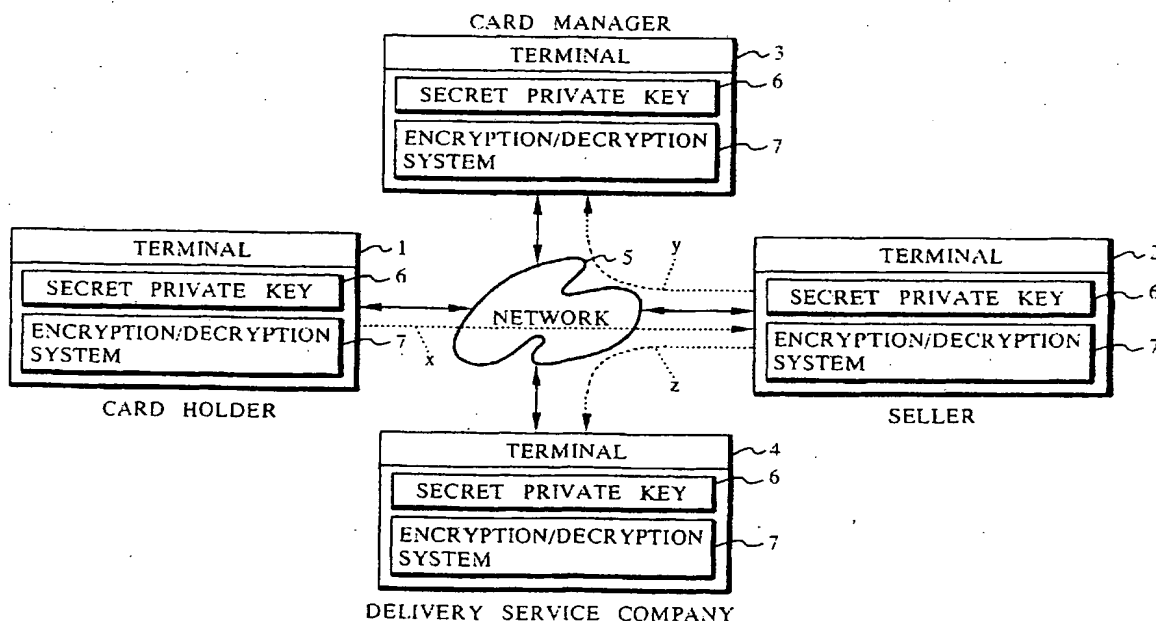 CARD MANAGER
TERMINAL
3
SECRET PRIVATE KEY
6
ENCRYPTION/DECRYPTION
SYSTEM
7
TERMINAL
1
SECRET PRIVATE KEY
6
ENCRYPTION/DECRYPTION
SYSTEM
7
CARD HOLDER
x
5
NETWORK
y
z
TERMINAL
SECRET PRIVATE KEY
6
ENCRYPTION/DECRYPTION
SYSTEM
7
SELLER
TERMINAL
4
SECRET PRIVATE KEY
6
ENCRYPTION/DECRYPTION
SYSTEM
7
DELIVERY SERVICE COMPANY